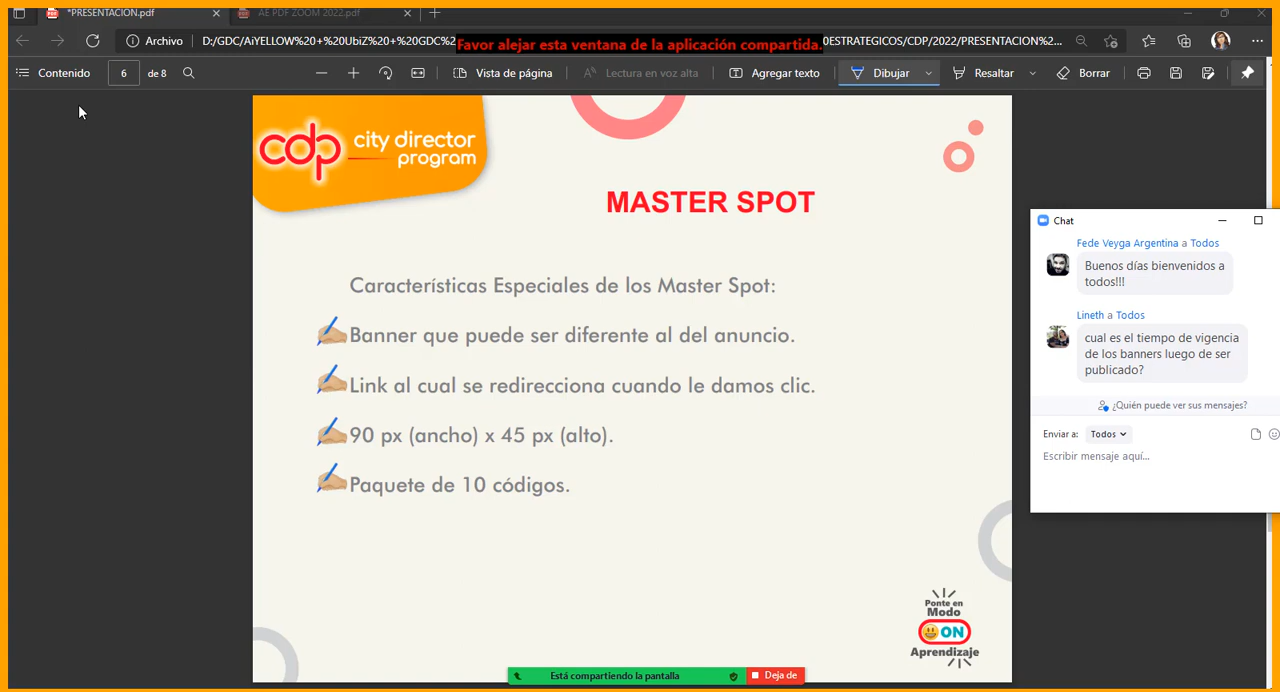 *PRESENTACION.pdf
AE PDF ZOOM 2022.pdf
Archivo
D:/GDC/AiYELLOW%20+%20UbiZ%20+%20GDC%2
Favor alejar esta ventana de la aplicación compartida.
0ESTRATEGICOS/CDP/2022/PRESENTACION%2...
Contenido
6
de 8
Vista de página
Lectura en voz alta
Agregar texto
Dibujar
Resaltar
Borrar
cdp
city director
program
MASTER SPOT
Características Especiales de los Master Spot:
Banner que puede ser diferente al del anuncio.
Link al cual se redirecciona cuando le damos clic.
90 px (ancho) x 45 px (alto).
Paquete de 10 códigos.
Ponte en
Modo
ON
Aprendizaje
Chat
Fede Veyga Argentina a Todos
Buenos días bienvenidos a
todos!!!
Lineth a Todos
cual es el tiempo de vigencia
de los banners luego de ser
publicado?
¿Quién puede ver sus mensajes?
Enviar a:
Todos
Escribir mensaje aquí...
Está compartiendo la pantalla
Deja de